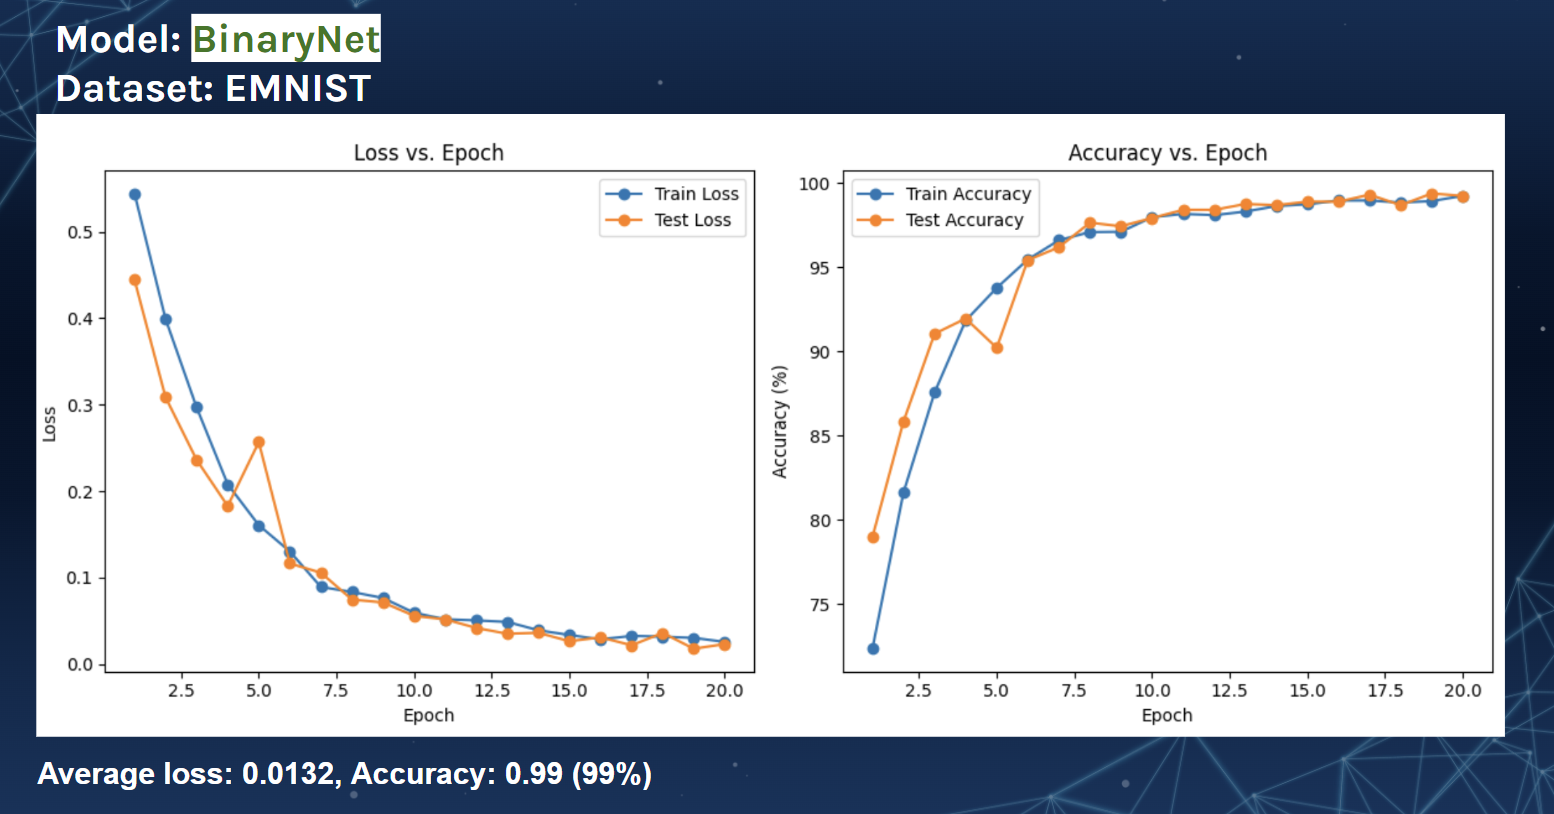 Model: BinaryNet
Dataset: EMNIST
Loss vs. Epoch
Train Loss
Test Loss
0.5
0.4
0.3
0.2
0.1
0.0
Loss
2.5 5.0 7.5 10.0 12.5 15.0 17.5 20.0
Epoch
Accuracy vs. Epoch
Train Accuracy
Test Accuracy
100
95
90
85
80
75
Accuracy (%)
2.5 5.0 7.5 10.0 12.5 15.0 17.5 20.0
Epoch
Average loss: 0.0132, Accuracy: 0.99 (99%)